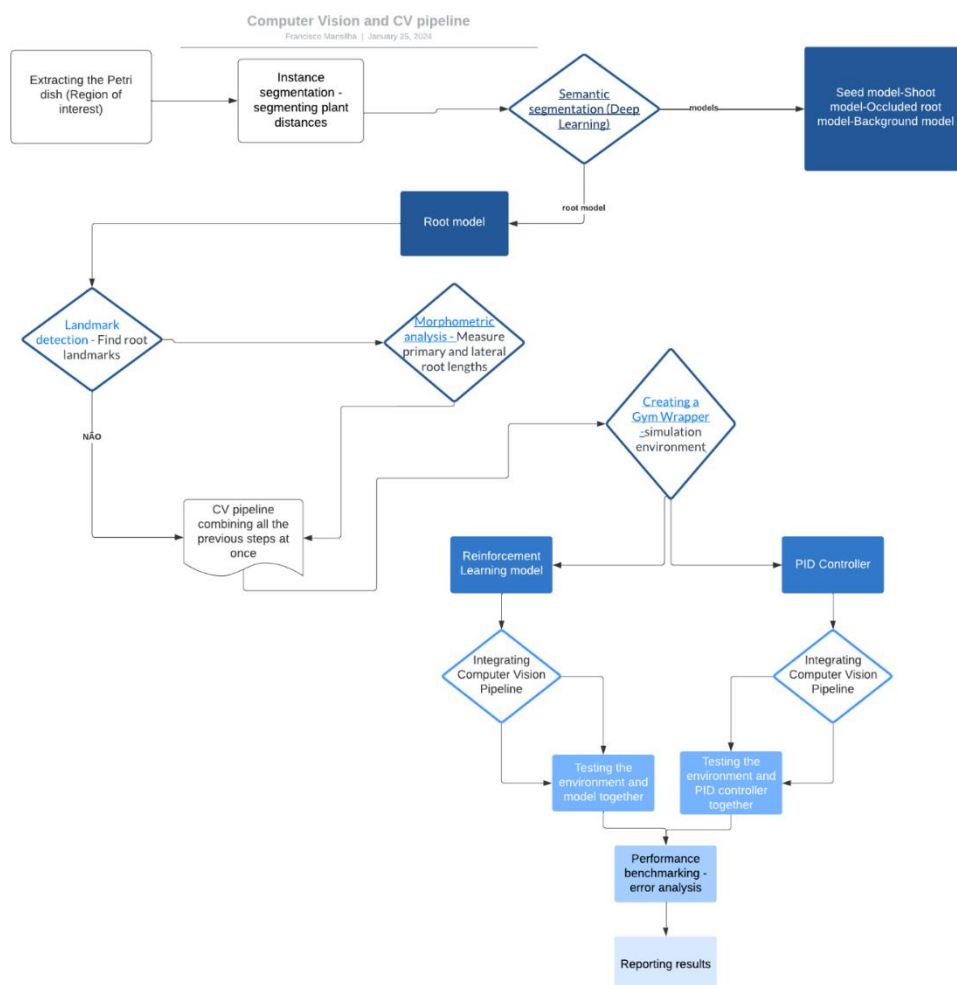 Computer Vision and CV pipeline
Francisco Mansilha | January 25, 2024
Extracting the Petri
dish (Region of
interest)
Instance
segmentation -
segmenting plant
distances
Semantic
segmentation (Deep
Learning)
models
Seed model-Shoot
model-Occluded root
model-Background model
root model
Root model
Landmark
detection - Find root
landmarks
Morphometric
analysis - Measure
primary and lateral
root lengths
Creating a
Gym Wrapper
-simulation
environment
NÃO
CV pipeline
combining all the
previous steps at
once
Reinforcement
Learning model
PID Controller
Integrating
Computer Vision
Pipeline
Integrating
Computer Vision
Pipeline
Testing the
environment and
model together
Testing the
environment and
PID controller
together
Performance
benchmarking -
error analysis
Reporting results